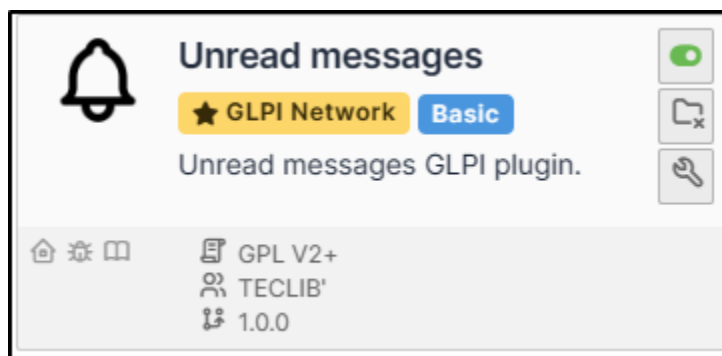 Unread messages
GLPI Network Basic
Unread messages GLPI plugin.
GPL V2+
TECLIB'
1.0.0